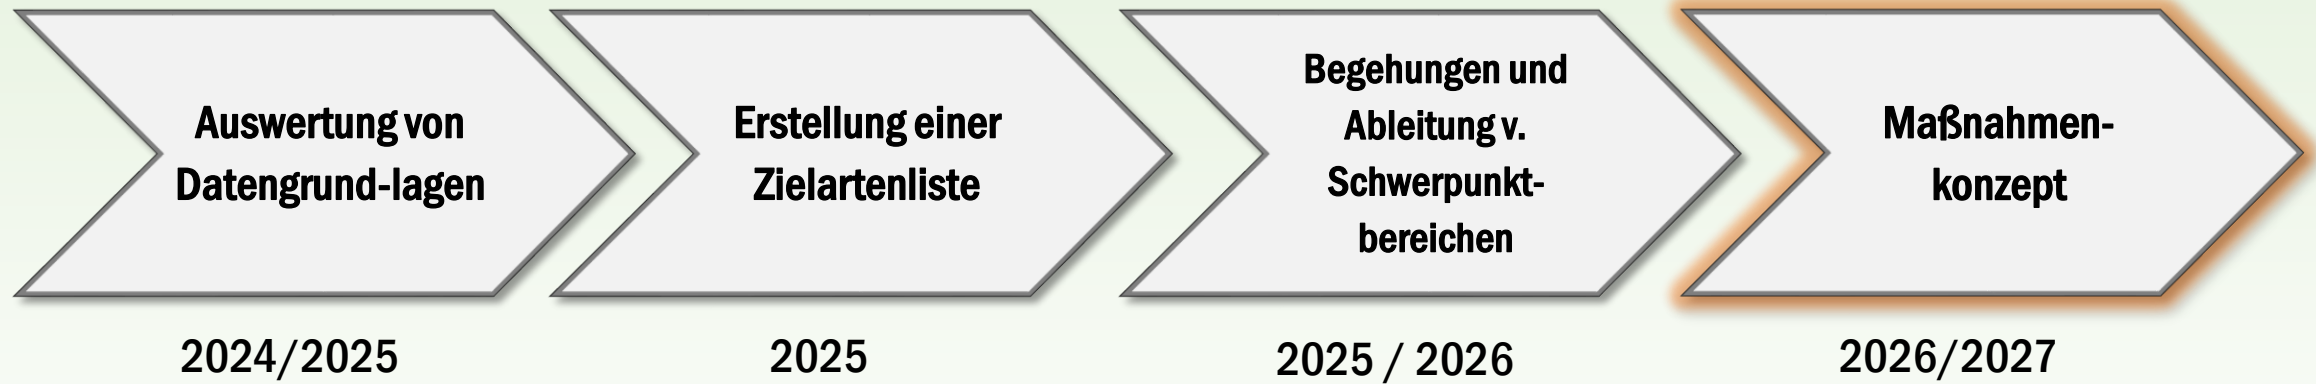 Auswertung von
Datengrund-lagen
2024/2025
Erstellung einer
Zielartenliste
2025
Begehungen und
Ableitung v.
Schwerpunkt-
bereichen
2025 / 2026
Maßnahmen-
konzept
2026/2027